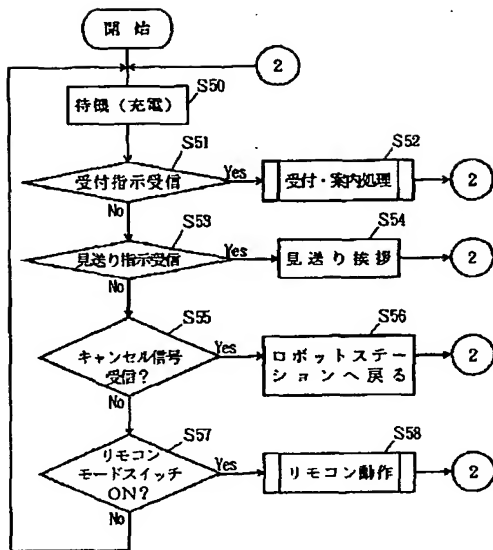 開始
2
S50
待機(充電)
S51
受付指示受信
Yes
S52
受付・案内処理
2
No
S53
見送り指示受信
Yes
S54
見送り挨拶
2
No
S55
キャンセル信号
受信?
Yes
S56
ロボットステー
ションへ戻る
2
No
S57
リモコン
モードスイッチ
ON?
Yes
S58
リモコン動作
2
No